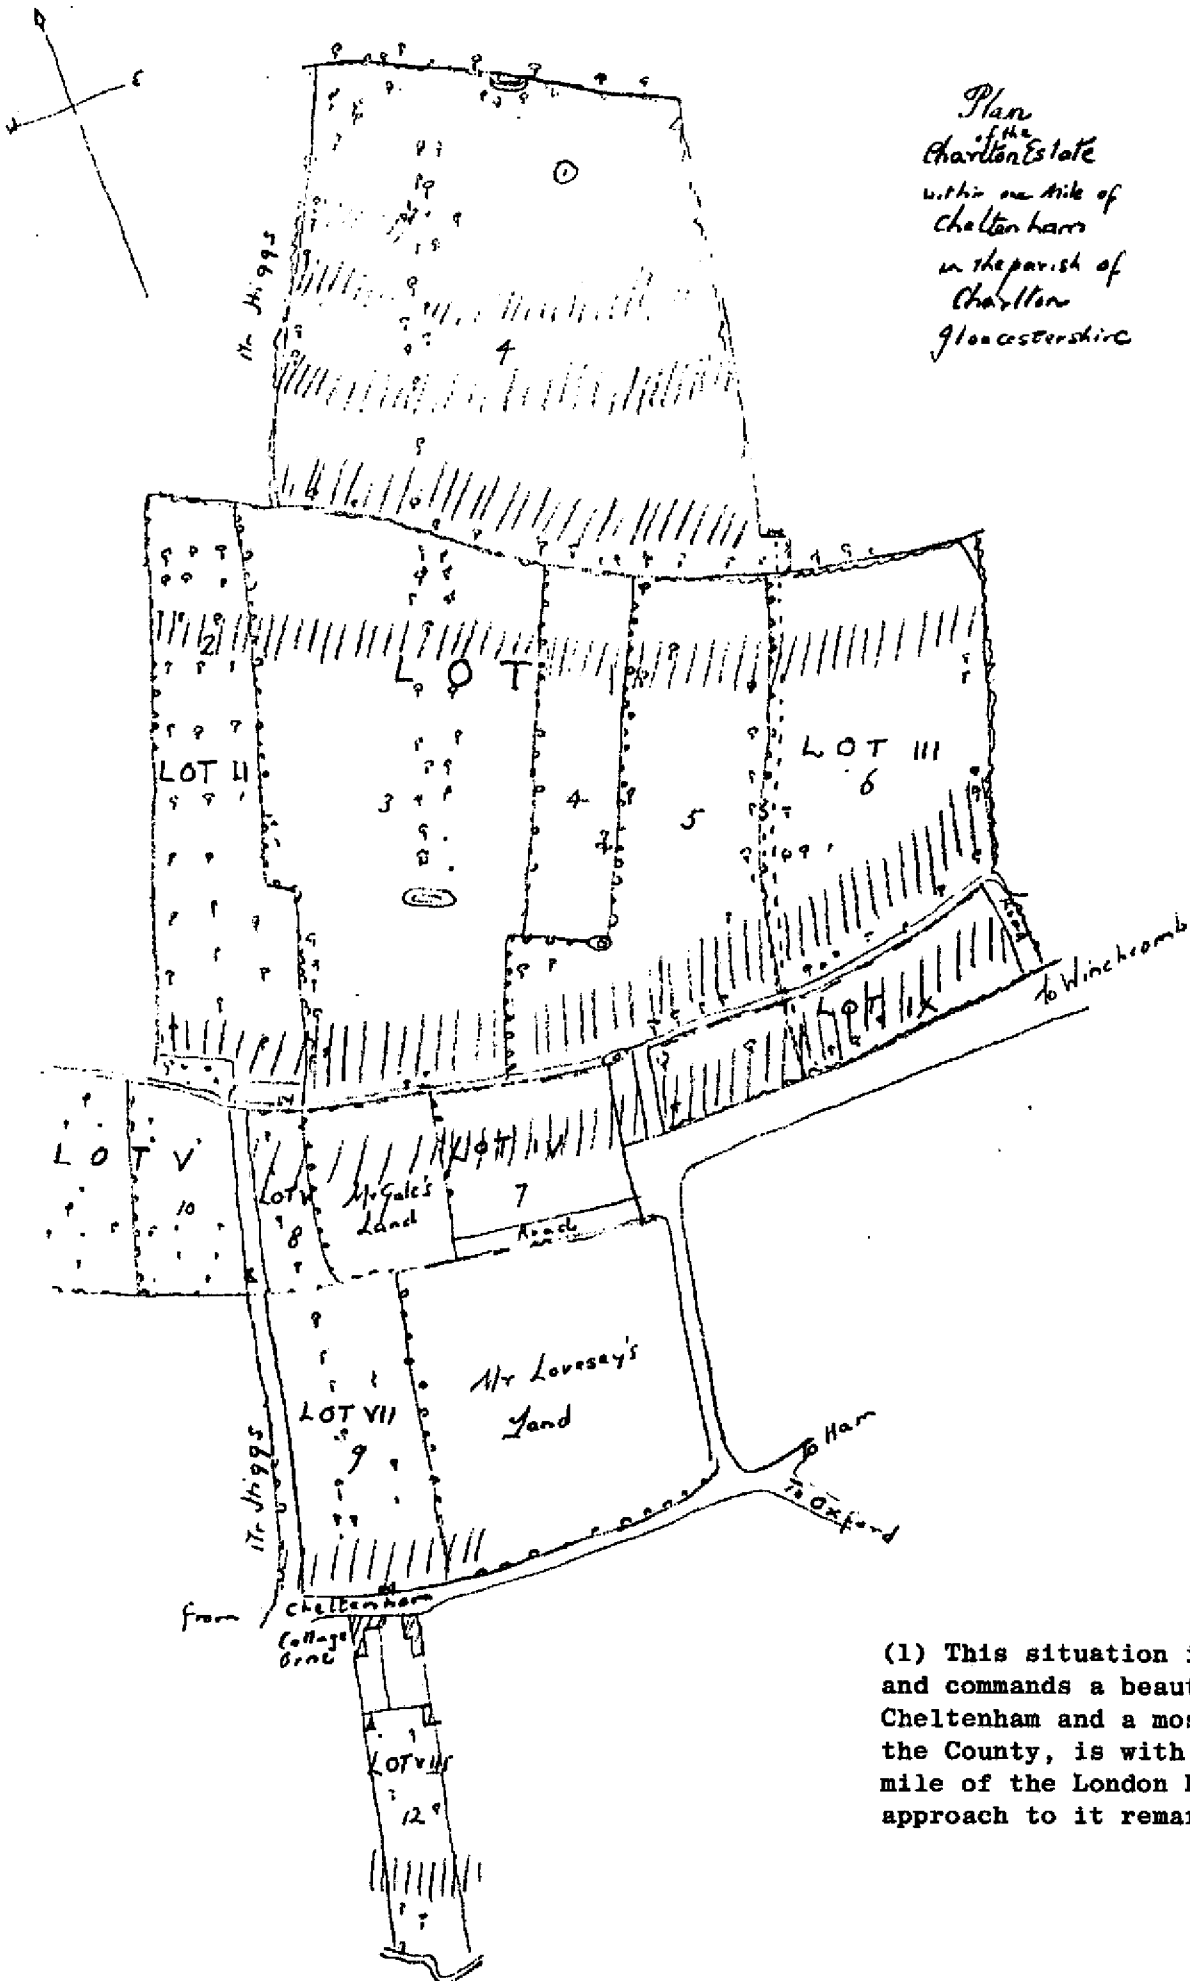 E
Plan
of the
Charlton Estate
within one Mile of
Cheltenham
in the parish of
Charlton
Gloucestershire
Mr Higgs
1
4
2
LOT
LOT II
3
4
5
LOT III
6
Road
To Winchcomb
LOT IX
LOT V
10
LOT V
8
Mr Gale's
Land
LOT IV
7
Road
Mr Higgs
LOT VII
9
Mr Lovesay's
Land
To Ham
To Oxford
from
Cheltenham
Cottage
Orne
LOT VIII
12
(1) This situation i
and commands a beaut
Cheltenham and a mos
the County, is with
mile of the London
approach to it remar